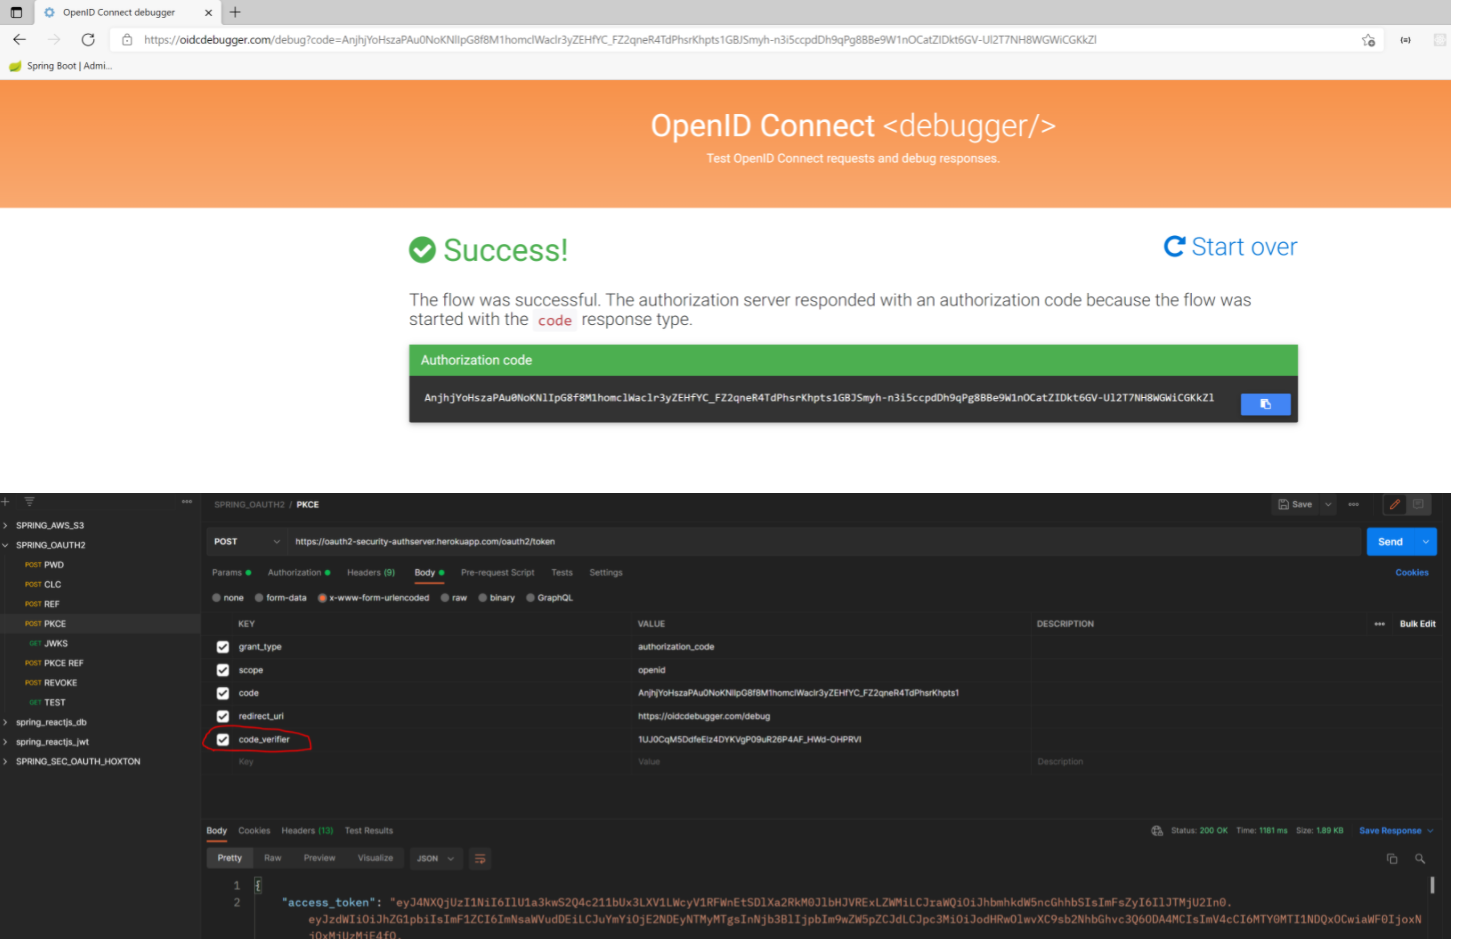 OpenID Connect debugger
https://oidcdebugger.com/debug?code=AnjhjYoHszaPAu0NoKNlIpG8f8M1homclWaclr3yZEHfYC_FZ2qneR4TdPhsrKhpts1GBJSmyh-n3i5ccpdDh9qPg8BBe9W1nOCatZIDkt6GV-Ul2T7NH8WGWiCGKkZl
Spring Boot | Admi...
OpenID Connect <debugger/>
Test OpenID Connect requests and debug responses.
Success!
Start over
The flow was successful. The authorization server responded with an authorization code because the flow was
started with the code response type.
Authorization code
AnjhjYoHszaPAu0NoKNlIpG8f8M1homclWaclr3yZEHfYC_FZ2qneR4TdPhsrKhpts1GBJSmyh-n3i5ccpdDh9qPg8BBe9W1nOCatZIDkt6GV-Ul2T7NH8WGWiCGKkZl
SPRING_AWS_S3
SPRING_OAUTH2
POST PWD
POST CLC
POST REF
POST PKCE
GET JWKS
POST PKCE REF
POST REVOKE
GET TEST
spring_reactjs_db
spring_reactjs_jwt
SPRING_SEC_OAUTH_HOXTON
SPRING_OAUTH2 / PKCE
Save
POST https://oauth2-security-authserver.herokuapp.com/oauth2/token Send
Params Authorization Headers (9) Body Pre-request Script Tests Settings Cookies
none form-data x-www-form-urlencoded raw binary GraphQL
KEY VALUE DESCRIPTION Bulk Edit
grant_type authorization_code
scope openid
code AnjhjYoHszaPAu0NoKNlIpG8f8M1homclWaclr3yZEHfYC_FZ2qneR4TdPhsrKhpts1
redirect_uri https://oidcdebugger.com/debug
code_verifier 1UJ0CqM5DdfeElz4DYKVgP09uR26P4AF_HWd-OHPRVI
Key Value Description
Body Cookies Headers (13) Test Results Status: 200 OK Time: 1181 ms Size: 1.89 KB Save Response
Pretty Raw Preview Visualize JSON
1 {
2 "access_token":